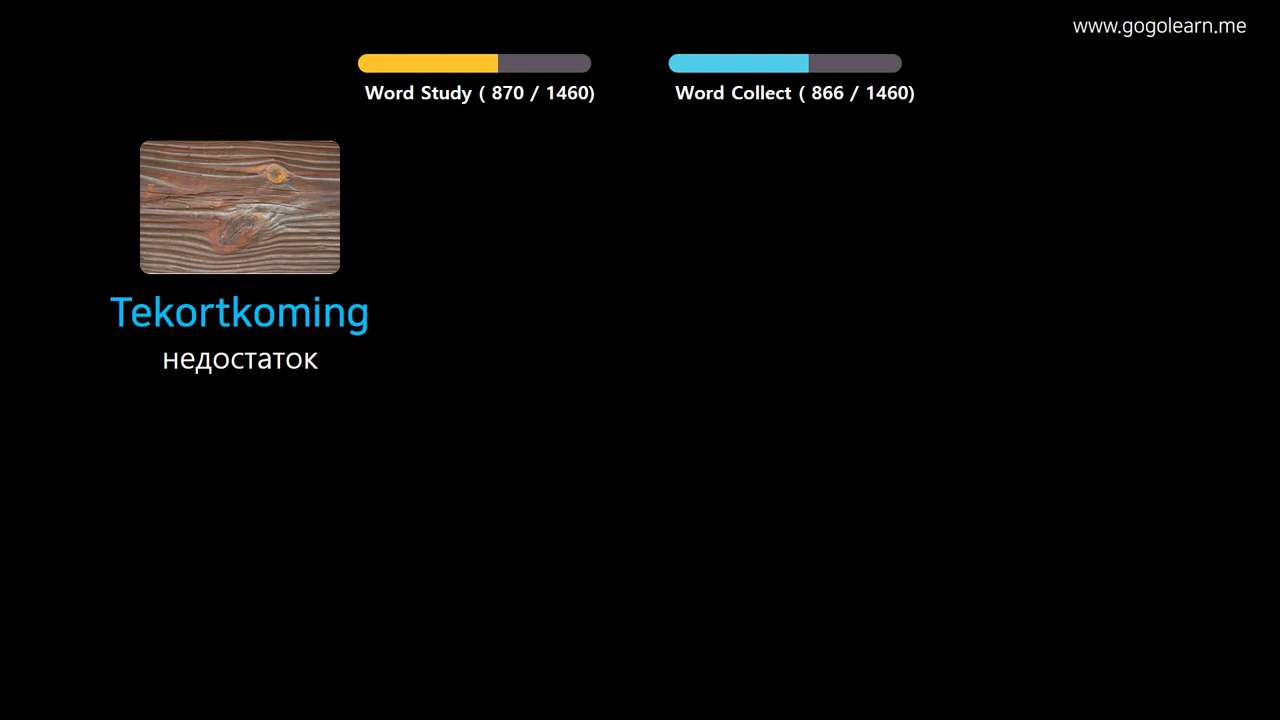 www.gogolearn.me
Word Study ( 870 / 1460)
Word Collect ( 866 / 1460)
Tekortkoming
недостаток